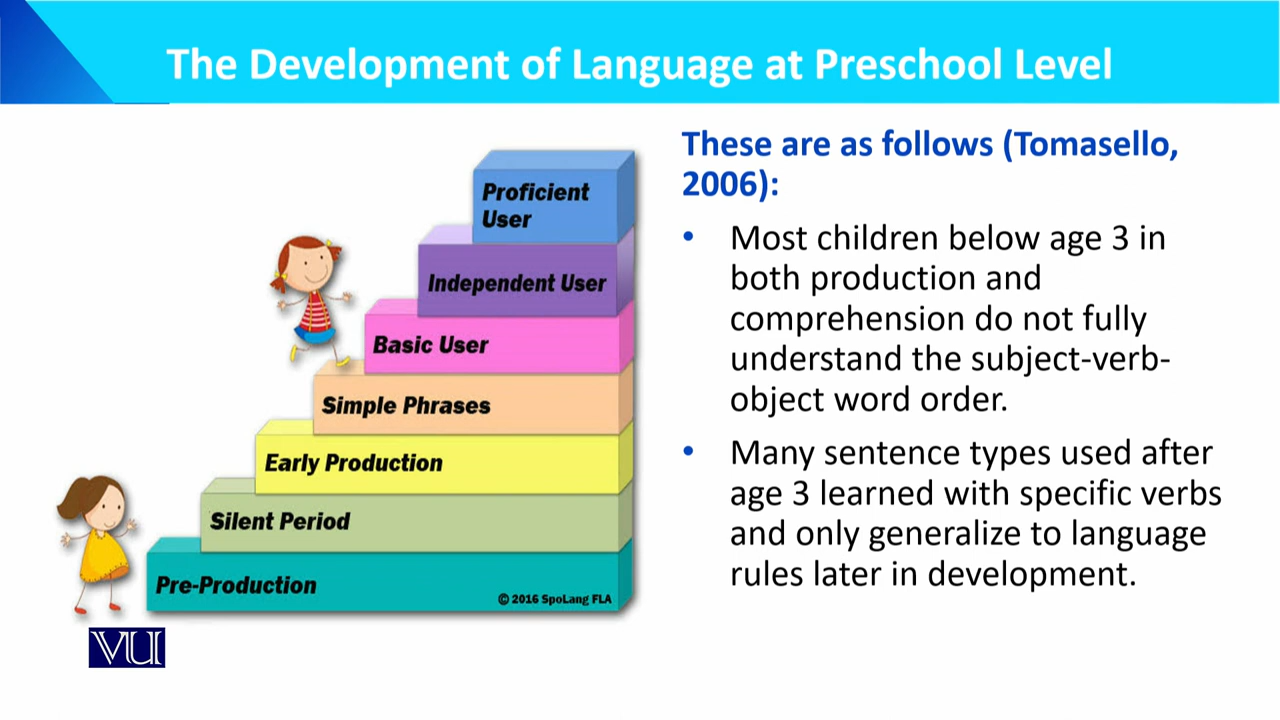 The Development of Language at Preschool Level
Proficient
User
Independent User
Basic User
Simple Phrases
Early Production
Silent Period
Pre-Production
© 2016 SpoLang FLA
VU
These are as follows (Tomasello,
2006):
• Most children below age 3 in
both production and
comprehension do not fully
understand the subject-verb-
object word order.
• Many sentence types used after
age 3 learned with specific verbs
and only generalize to language
rules later in development.